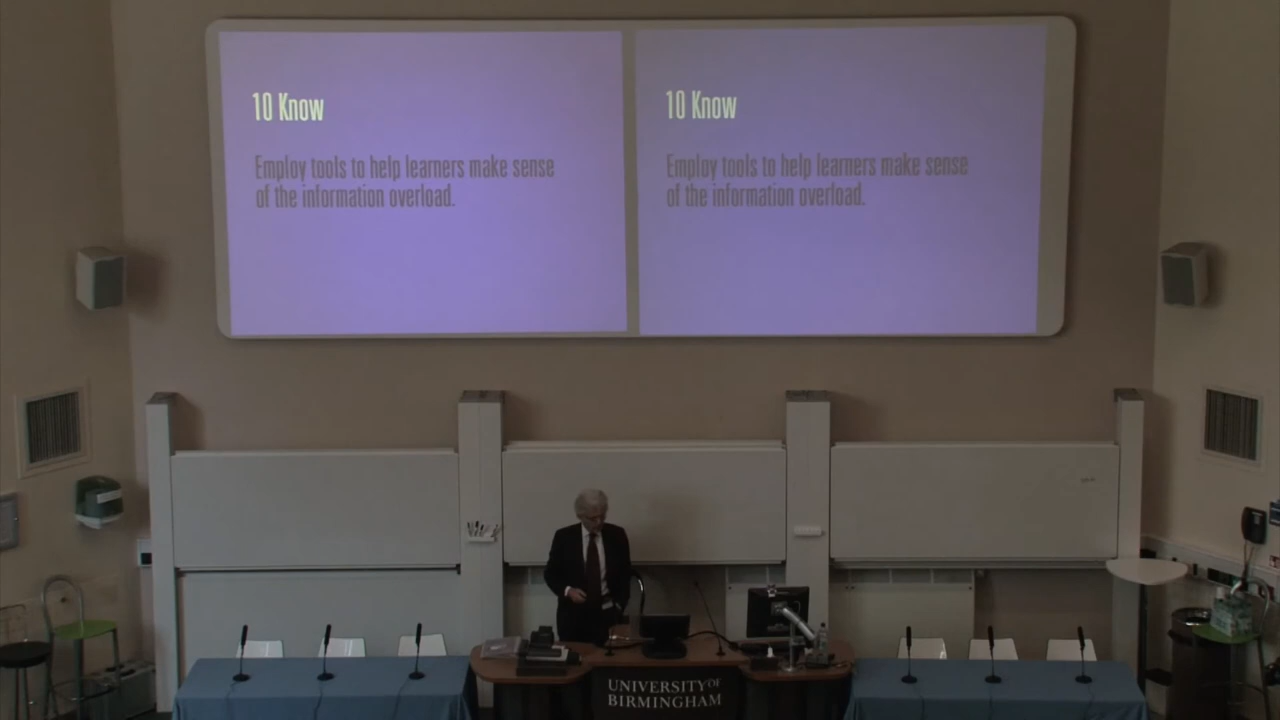 10 Know
Employ tools to help learners make sense
of the information overload.
10 Know
Employ tools to help learners make sense
of the information overload.
UNIVERSITY OF
BIRMINGHAM